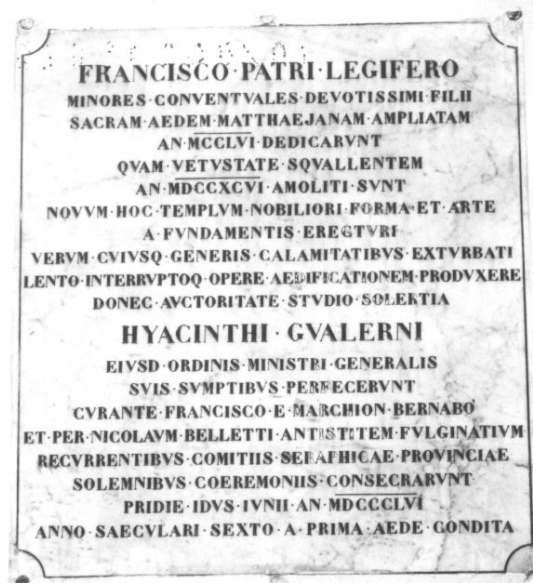 FRANCISCO·PATRI·LEGIFERO
MINORES·CONVENTVALES·DEVOTISSIMI·FILII
SACRAM·AEDEM·MATTHAEJANAM·AMPLIATAM
AN·MCCLVI·DEDICARVNT
QVAM·VETVSTATE·SQVALLENTEM
AN·MDCCXCVI·AMOLITI·SVNT
NOVVM·HOC·TEMPLVM·NOBILIORI·FORMA·ET·ARTE
A·FVNDAMENTIS·ERECTVRI
VERVM·CVIVSQ·GENERIS·CALAMITATIBVS·EXTVRBATI
LENTO·INTERRVPTOQ·OPERE·AEDIFICATIONEM·PRODVXERE
DONEC·AVCTORITATE·STVDIO·SOLERTIA
HYACINTHI·GVALERNI
EIVSD·ORDINIS·MINISTRI·GENERALIS
SVIS·SVMPTIBVS·PERFECERVNT
CVRANTE·FRANCISCO·E·MARCHION·BERNABÒ
ET·PER·NICOLAVM·BELLETTI·ANTISTITEM·FVLGINATIVM
RECVRRENTIBVS·COMITIIS·SERAPHICAE·PROVINCIAE
SOLEMNIBVS·COEREMONIIS·CONSECRARVNT
PRIDIE·IDVS·IVNII·AN·MDCCCLVI
ANNO·SAECVLARI·SEXTO·A·PRIMA·AEDE·CONDITA